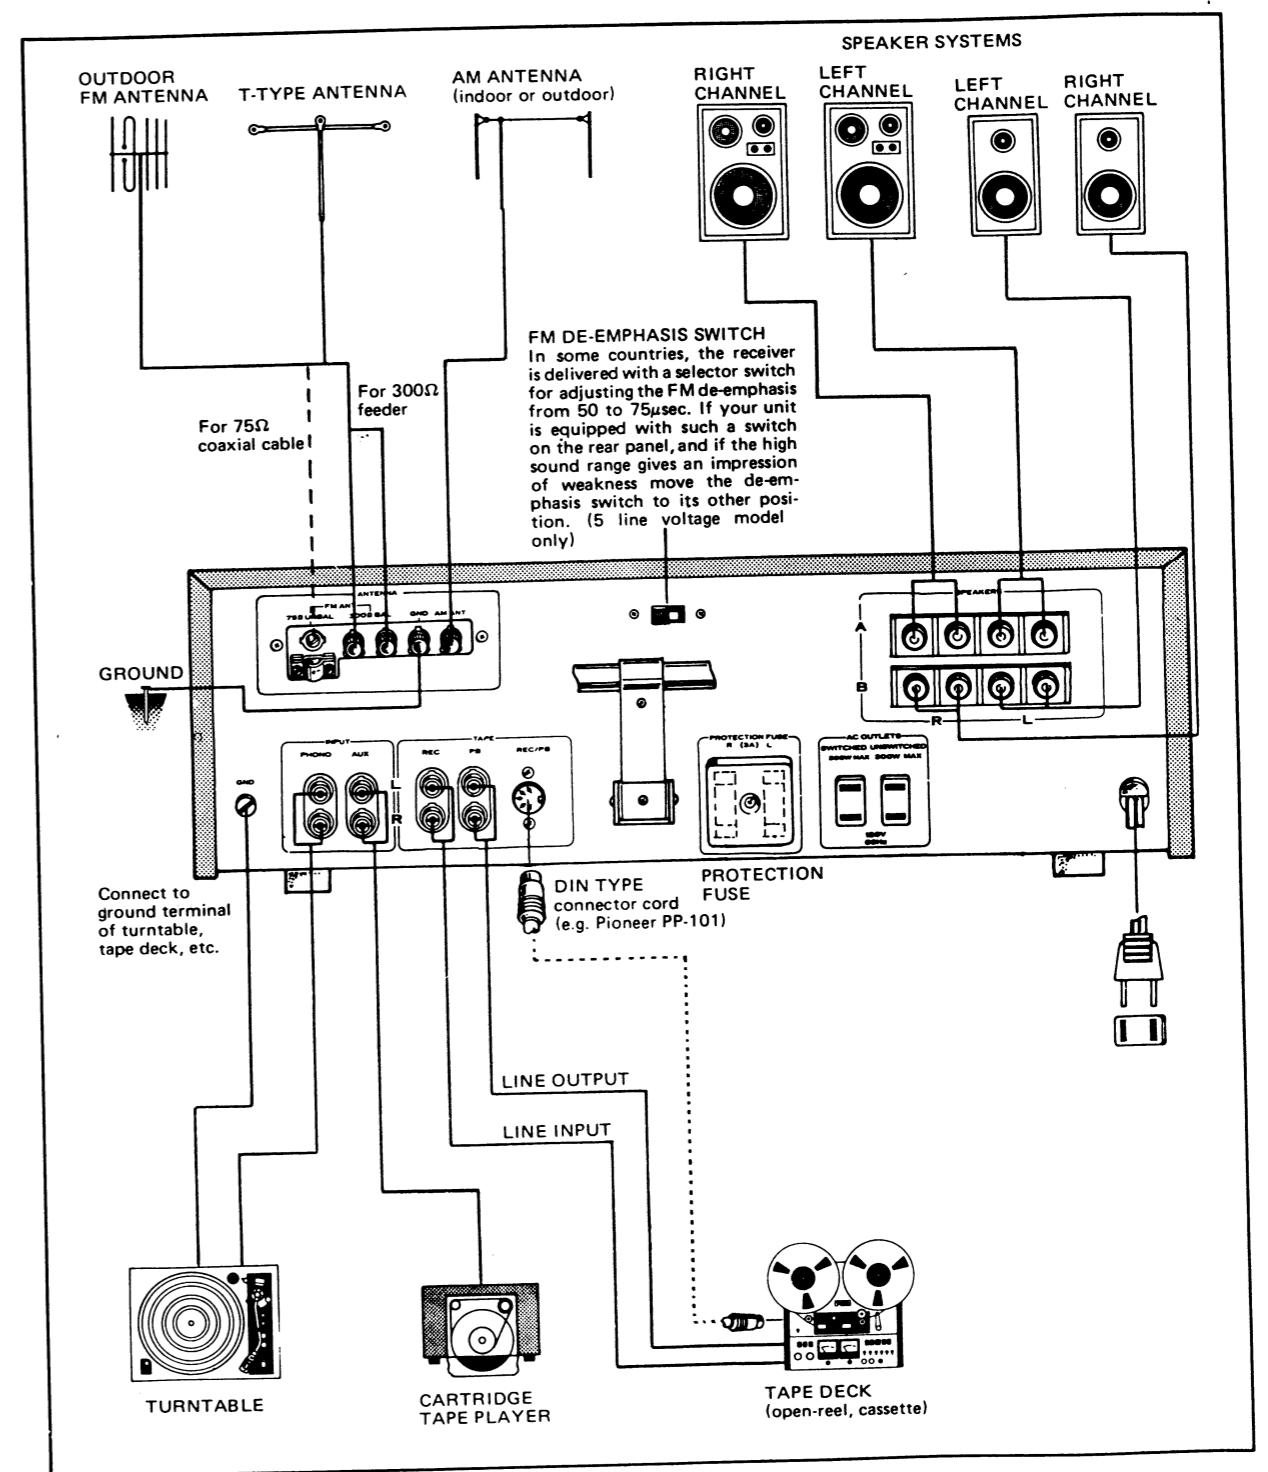 SPEAKER SYSTEMS
OUTDOOR
FM ANTENNA
T-TYPE ANTENNA
AM ANTENNA
(indoor or outdoor)
RIGHT
CHANNEL
LEFT
CHANNEL
LEFT
CHANNEL
RIGHT
CHANNEL
FM DE-EMPHASIS SWITCH
In some countries, the receiver
is delivered with a selector switch
for adjusting the FM de-emphasis
from 50 to 75µsec. If your unit
is equipped with such a switch
on the rear panel, and if the high
sound range gives an impression
of weakness move the de-em-
phasis switch to its other posi-
tion. (5 line voltage model
only)
For 300Ω
feeder
For 75Ω
coaxial cable
ANTENNA
FM ANT
GND AM ANT
SPEAKERS
A
B
R
L
GROUND
INPUT
PHONO
AUX
L
R
TAPE
REC
PB
REC/PB
GND
PROTECTION FUSE
R (3A) L
AC OUTLETS
SWITCHED UNSWITCHED
PROTECTION
FUSE
Connect to
ground terminal
of turntable,
tape deck, etc.
DIN TYPE
connector cord
(e.g. Pioneer PP-101)
LINE OUTPUT
LINE INPUT
TURNTABLE
CARTRIDGE
TAPE PLAYER
TAPE DECK
(open-reel, cassette)